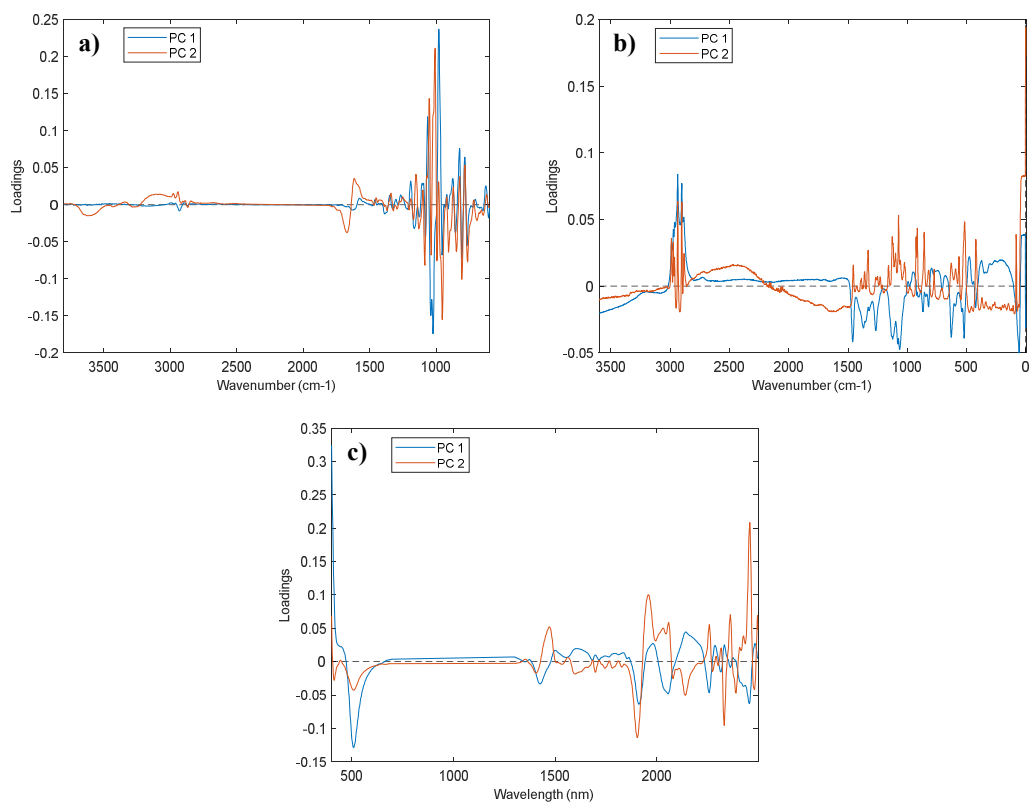 a)
PC 1
PC 2
0.25
0.2
0.15
0.1
0.05
0
-0.05
-0.1
-0.15
-0.2
Loadings
3500 3000 2500 2000 1500 1000
Wavenumber (cm-1)
b)
PC 1
PC 2
0.2
0.15
0.1
0.05
0
-0.05
Loadings
3500 3000 2500 2000 1500 1000 500 0
Wavenumber (cm-1)
c)
PC 1
PC 2
0.35
0.3
0.25
0.2
0.15
0.1
0.05
0
-0.05
-0.1
-0.15
Loadings
500 1000 1500 2000
Wavelength (nm)